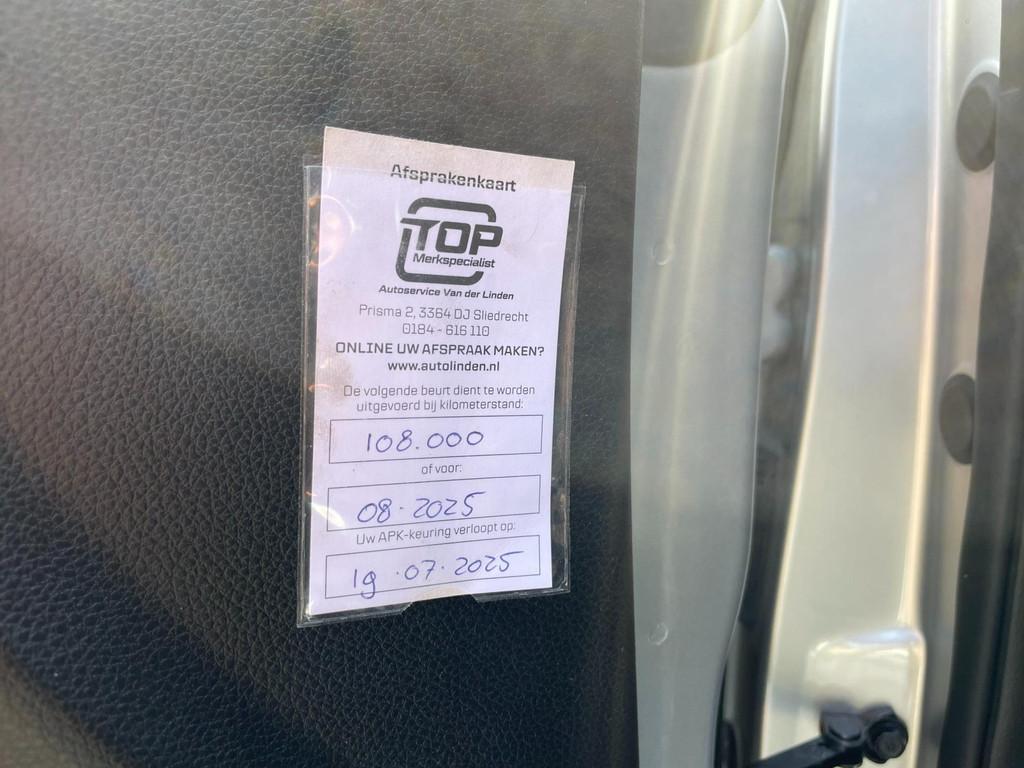 Afsprakenkaart
TOP
Merkspecialist
Autoservice Van der Linden
Prisma 2, 3364 DJ Sliedrecht
0184 - 616 110
ONLINE UW AFSPRAAK MAKEN?
www.autolinden.nl
De volgende beurt dient te worden
uitgevoerd bij kilometerstand:
108.000
of voor:
08 - 2025
Uw APK-keuring verloopt op:
19 - 07 - 2025